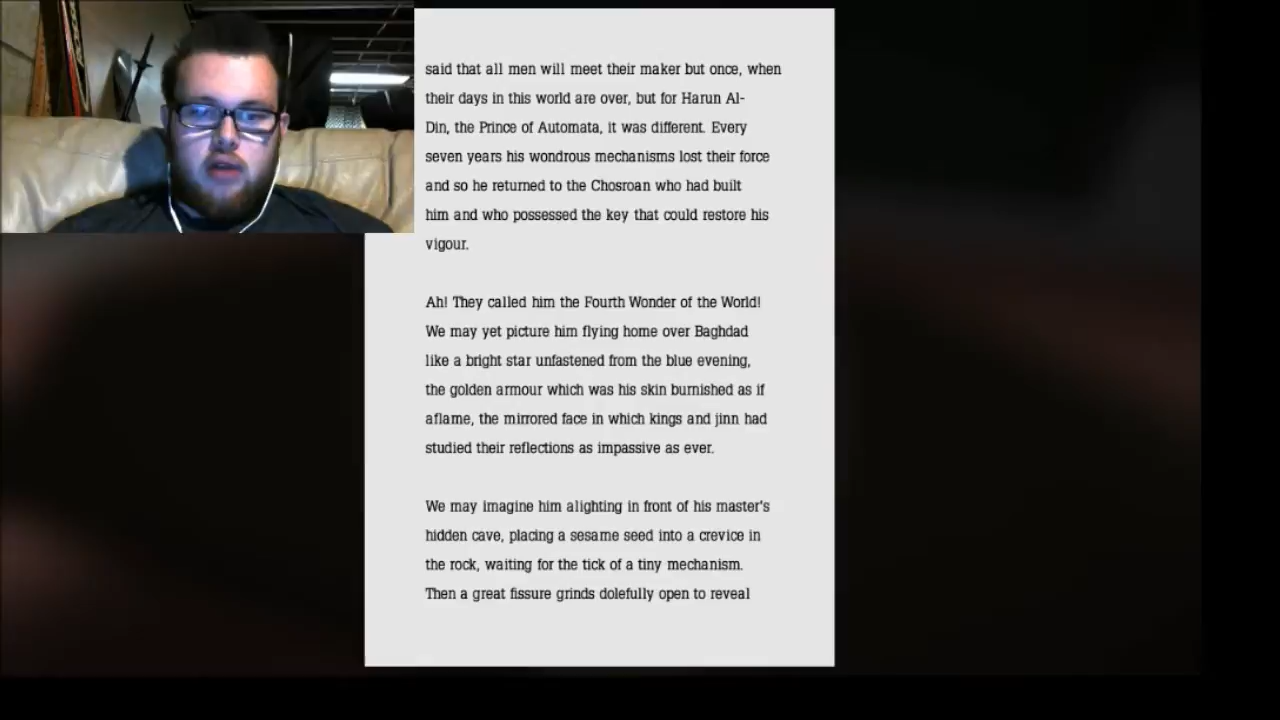 said that all men will meet their maker but once, when
their days in this world are over, but for Harun Al-
Din, the Prince of Automata, it was different. Every
seven years his wondrous mechanisms lost their force
and so he returned to the Chosroan who had built
him and who possessed the key that could restore his
vigour.
Ah! They called him the Fourth Wonder of the World!
We may yet picture him flying home over Baghdad
like a bright star unfastened from the blue evening,
the golden armour which was his skin burnished as if
aflame, the mirrored face in which kings and jinn had
studied their reflections as impassive as ever.
We may imagine him alighting in front of his master's
hidden cave, placing a sesame seed into a crevice in
the rock, waiting for the tick of a tiny mechanism.
Then a great fissure grinds dolefully open to reveal